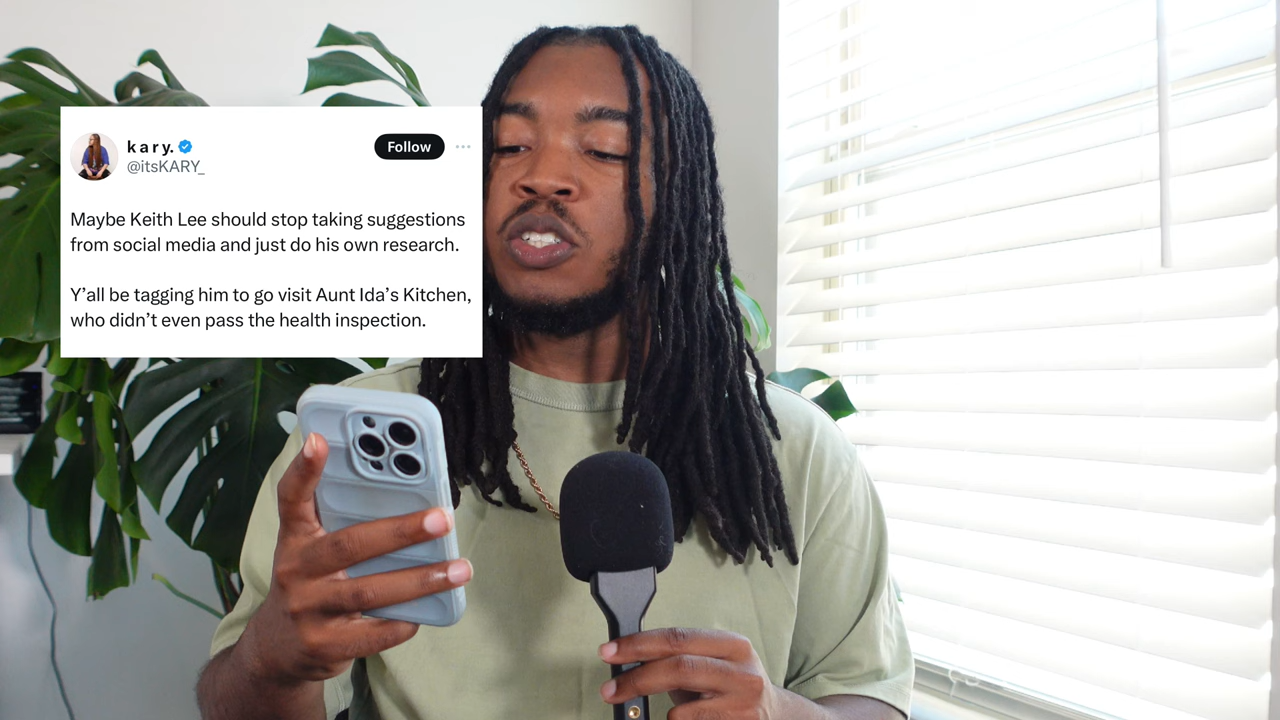 kary.
@itsKARY_
Follow
Maybe Keith Lee should stop taking suggestions
from social media and just do his own research.
Y’all be tagging him to go visit Aunt Ida’s Kitchen,
who didn’t even pass the health inspection.